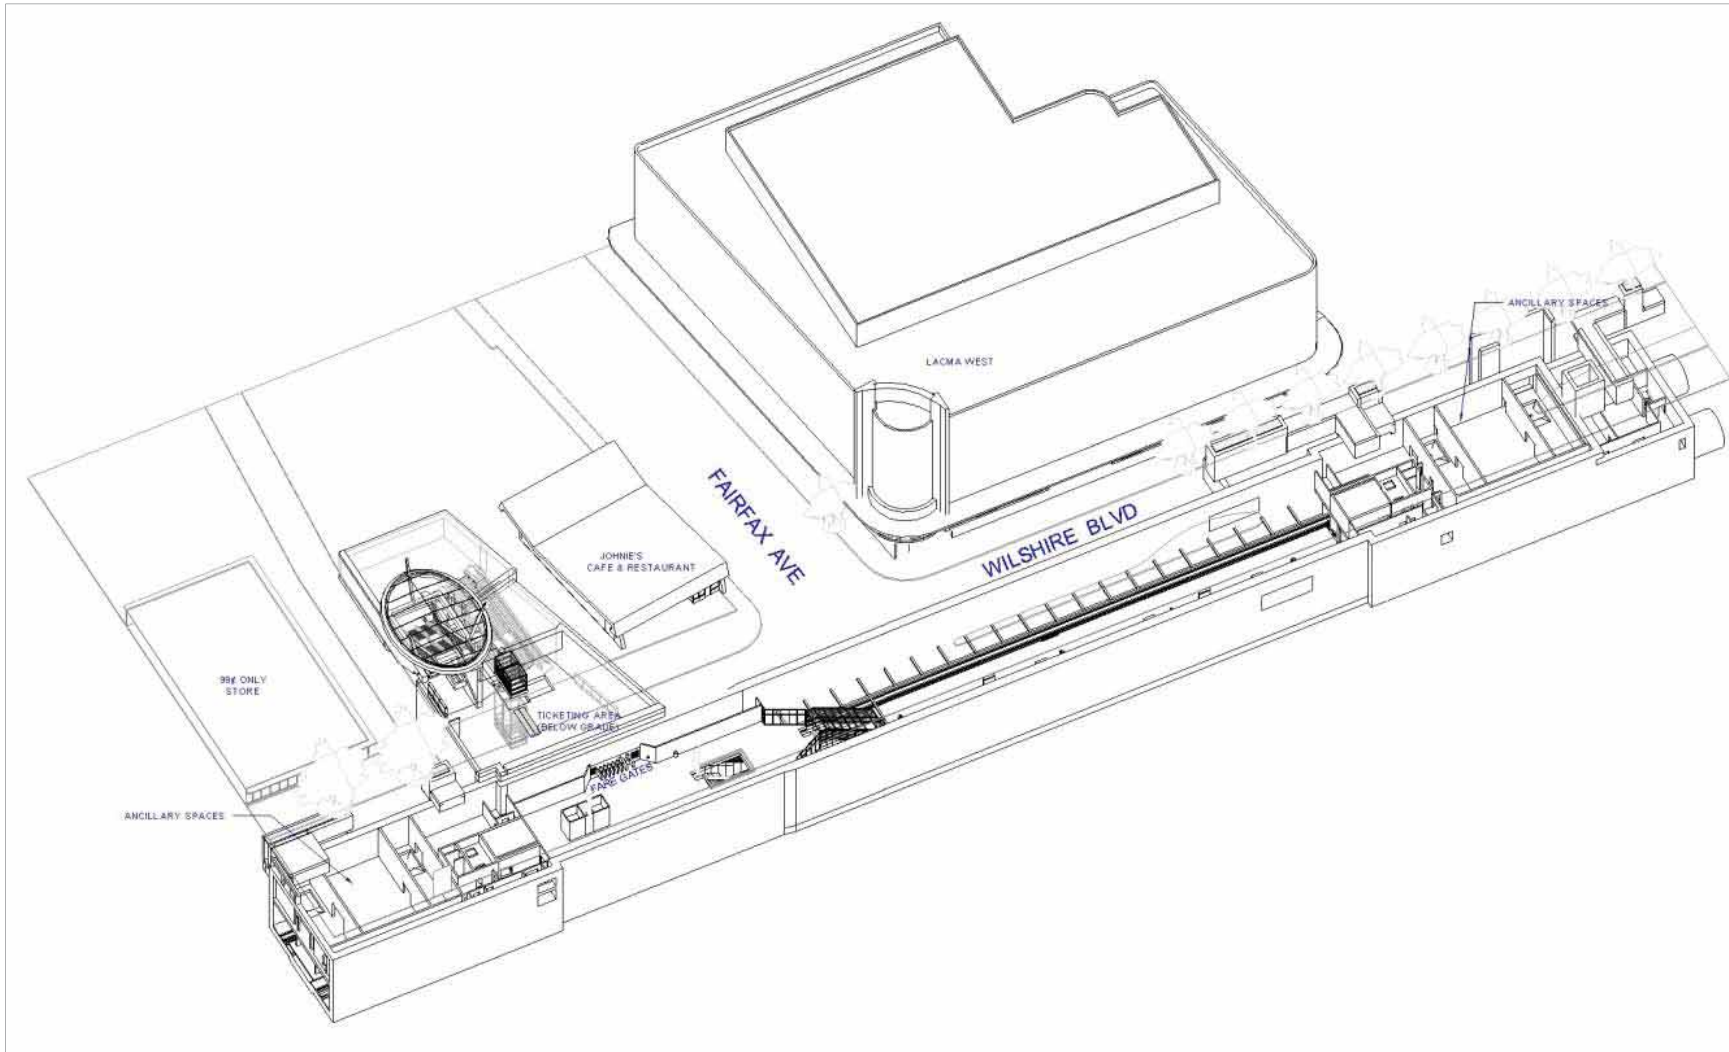 ANCILLARY SPACES
LACMA WEST
FAIRFAX AVE
WILSHIRE BLVD
JOHNIE'S
CAFE & RESTAURANT
99¢ ONLY
STORE
TICKETING AREA
(BELOW GRADE)
FARE GATES
ANCILLARY SPACES